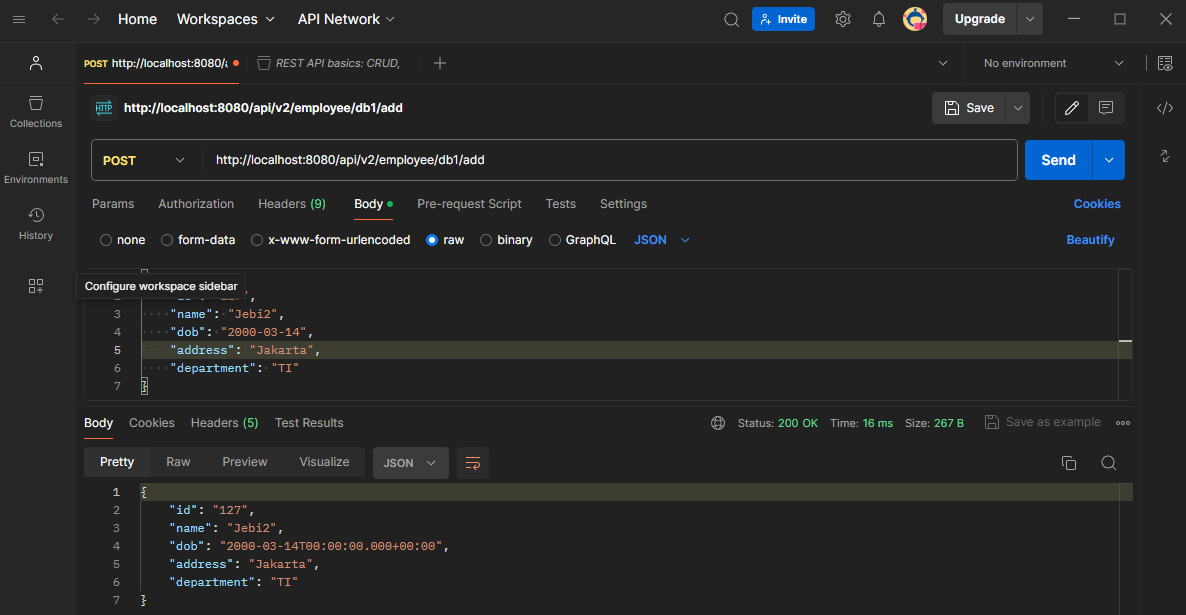 Home Workspaces API Network Invite Upgrade
POST http://localhost:8080/a REST API basics: CRUD, No environment
HTTP http://localhost:8080/api/v2/employee/db1/add Save
Collections
POST http://localhost:8080/api/v2/employee/db1/add Send
Environments
Params Authorization Headers (9) Body Pre-request Script Tests Settings Cookies
History
none form-data x-www-form-urlencoded raw binary GraphQL JSON Beautify
Configure workspace sidebar
3 "name": "Jebi2",
4 "dob": "2000-03-14",
5 "address": "Jakarta",
6 "department": "TI"
7 }
Body Cookies Headers (5) Test Results Status: 200 OK Time: 16 ms Size: 267 B Save as example
Pretty Raw Preview Visualize JSON
1 {
2 "id": "127",
3 "name": "Jebi2",
4 "dob": "2000-03-14T00:00:00.000+00:00",
5 "address": "Jakarta",
6 "department": "TI"
7 }